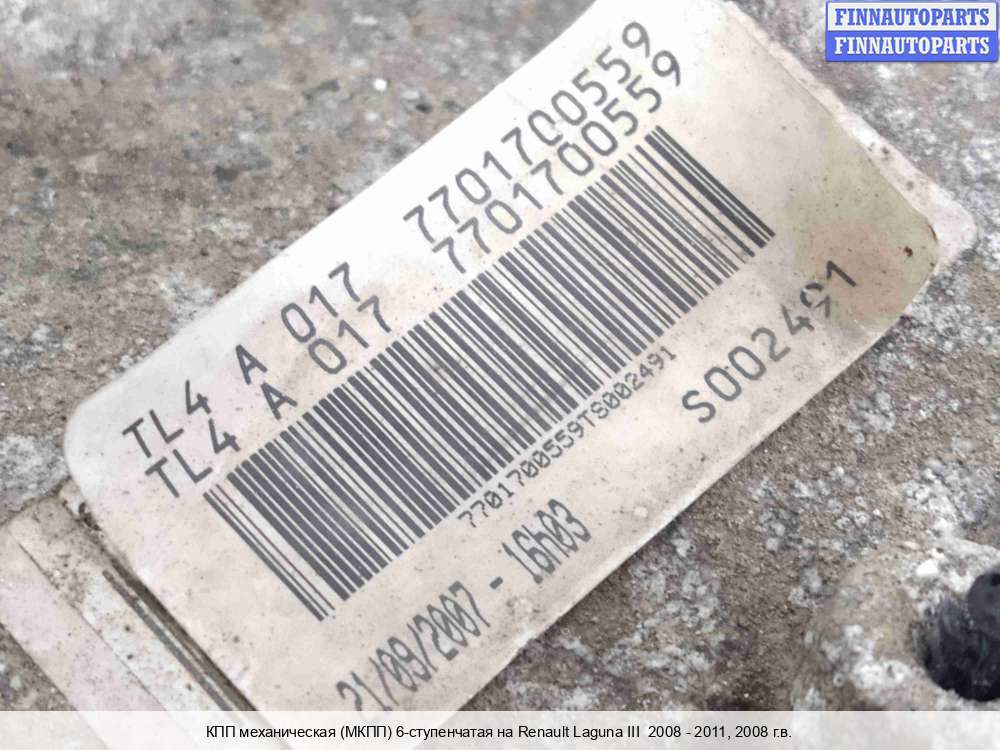 FINNAUTOPARTS
FINNAUTOPARTS
TL4 A 017 7701700559
TL4 A 017 7701700559
7701700559TS002491
S002491
21/09/2007 - 16h03
КПП механическая (МКПП) 6-ступенчатая на Renault Laguna III 2008 - 2011, 2008 г.в.